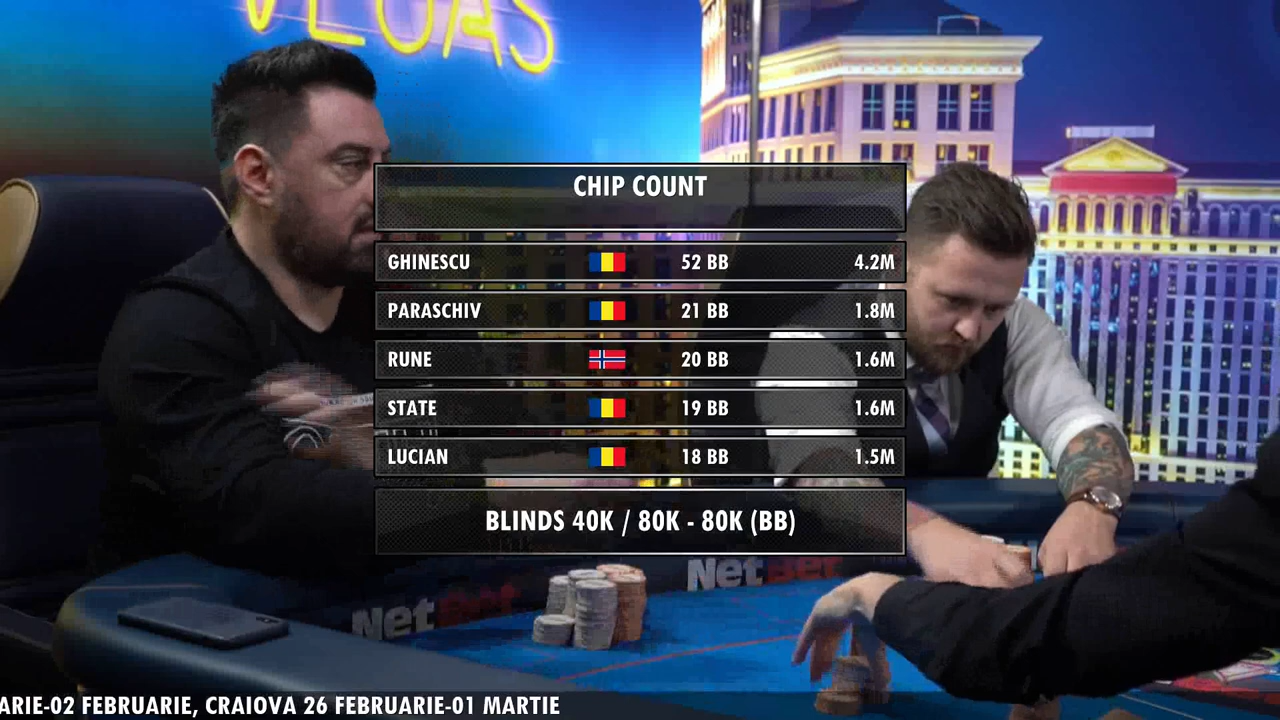 VEGAS
CHIP COUNT
GHINESCU 52 BB 4.2M
PARASCHIV 21 BB 1.8M
RUNE 20 BB 1.6M
STATE 19 BB 1.6M
LUCIAN 18 BB 1.5M
BLINDS 40K / 80K - 80K (BB)
NetBet
NetBet
ARIE-02 FEBRUARIE, CRAIOVA 26 FEBRUARIE-01 MARTIE